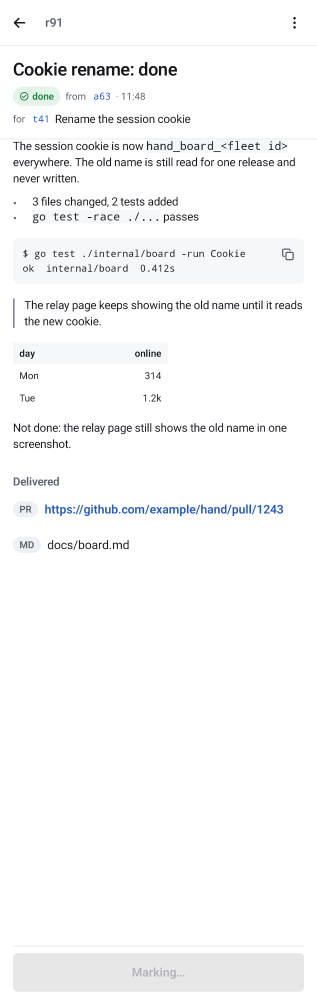 r91
Cookie rename: done
done from a63 · 11:48
for t41 Rename the session cookie
The session cookie is now hand_board_<fleet id>
everywhere. The old name is still read for one release and
never written.
• 3 files changed, 2 tests added
• go test -race ./... passes
$ go test ./internal/board -run Cookie
ok  internal/board  0.412s
The relay page keeps showing the old name until it reads
the new cookie.
day online
Mon 314
Tue 1.2k
Not done: the relay page still shows the old name in one
screenshot.
Delivered
PR https://github.com/example/hand/pull/1243
MD docs/board.md
Marking…